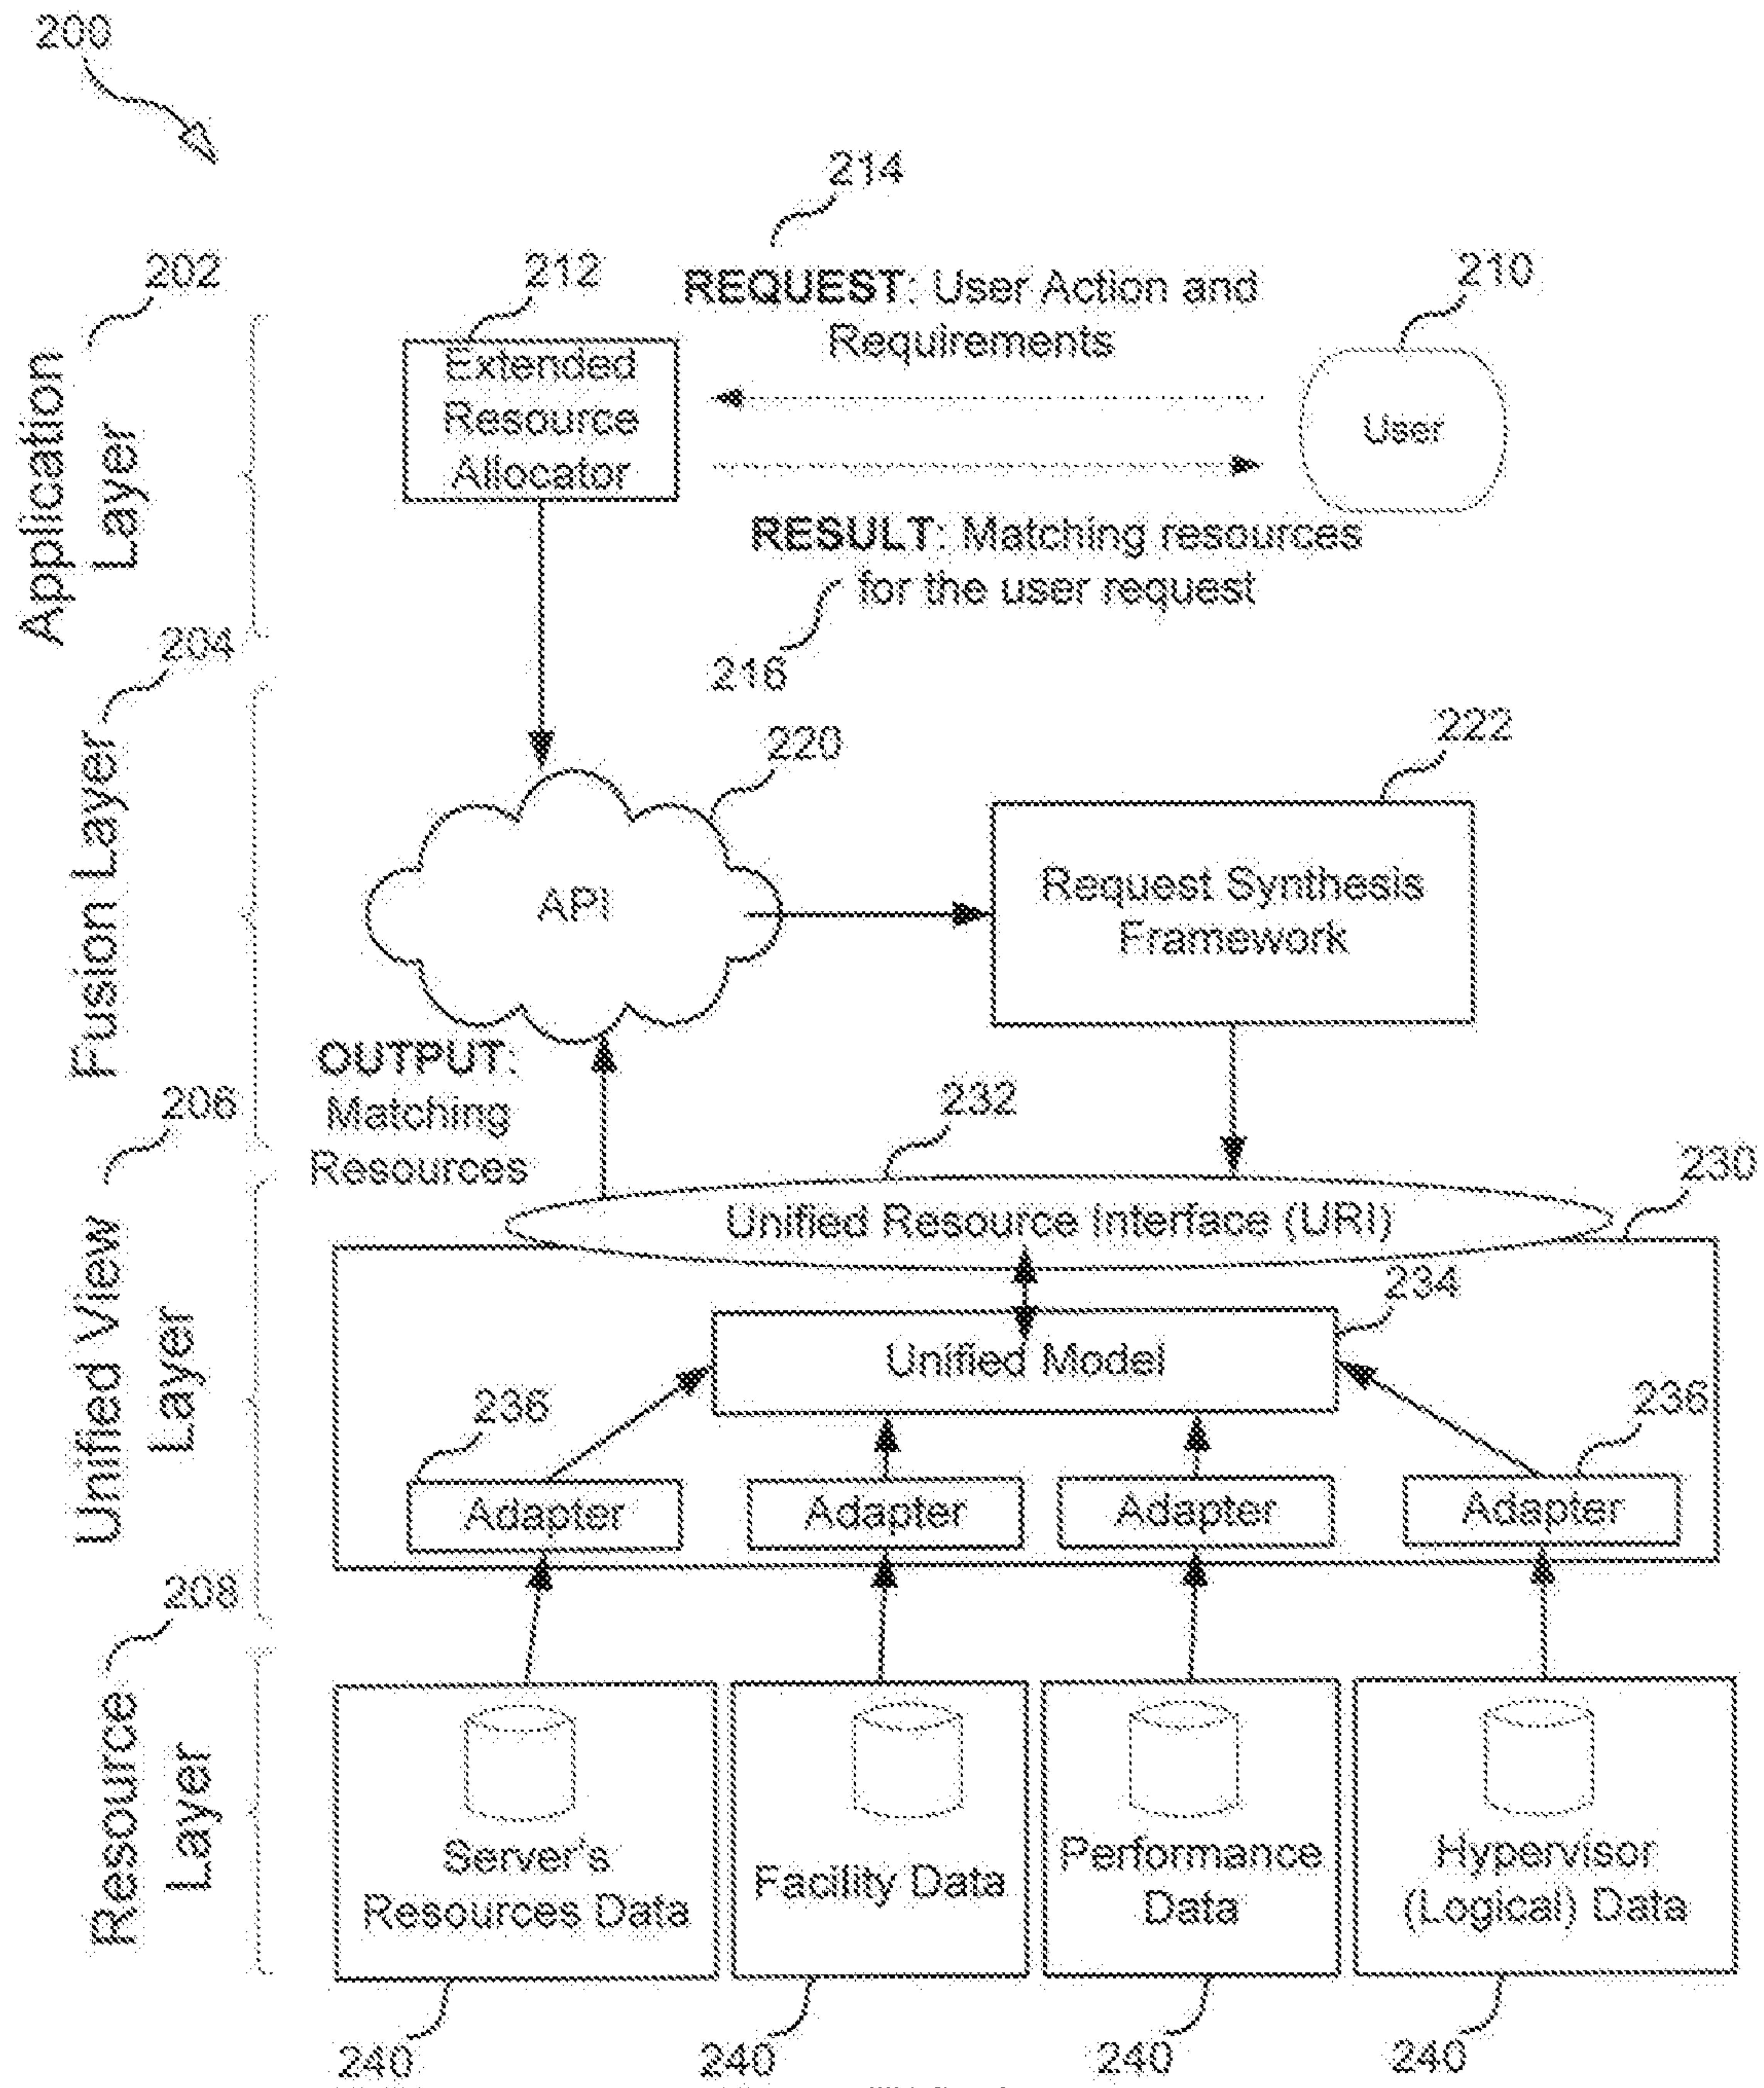 200
214
202
212
REQUEST: User Action and
Requirements
210
Application
Layer
Extended
Resource
Allocator
User
RESULT: Matching resources
for the user request
216
204
Fusion Layer
220
222
API
Request Synthesis
Framework
OUTPUT:
Matching
Resources
206
Unified View
Layer
232
230
Unified Resource Interface (URI)
234
Unified Model
236
236
Adapter
Adapter
Adapter
Adapter
208
Resource
Layer
Server's
Resources Data
Facility Data
Performance
Data
Hypervisor
(Logical) Data
240
240
240
240